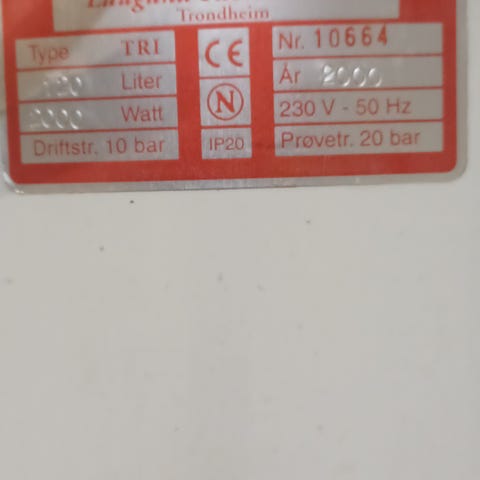 Trondheim
Type TRI
120 Liter
2000 Watt
Driftstr. 10 bar
CE
N
IP20
Nr. 10664
År 2000
230 V - 50 Hz
Prøvetr. 20 bar